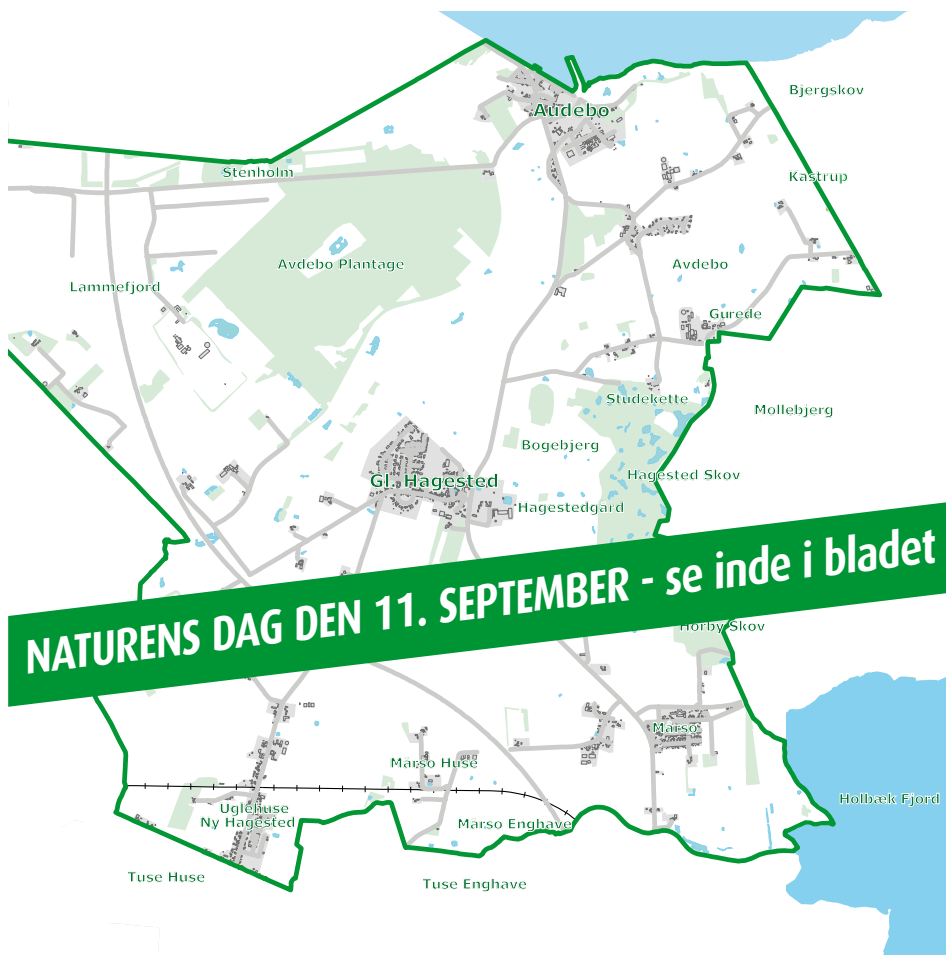 Bjergskov
Audebo
Stenholm
Kastrup
Avdebo Plantage
Avdebo
Lammefjord
Gurede
Studekette
Mollebjerg
Bogebjerg
Hagested Skov
Gl. Hagested
Hagestedgard
NATURENS DAG DEN 11. SEPTEMBER - se inde i bladet
Horby Skov
Marso
Marso Huse
Holbæk Fjord
Uglehuse
Ny Hagested
Marso Enghave
Tuse Huse
Tuse Enghave